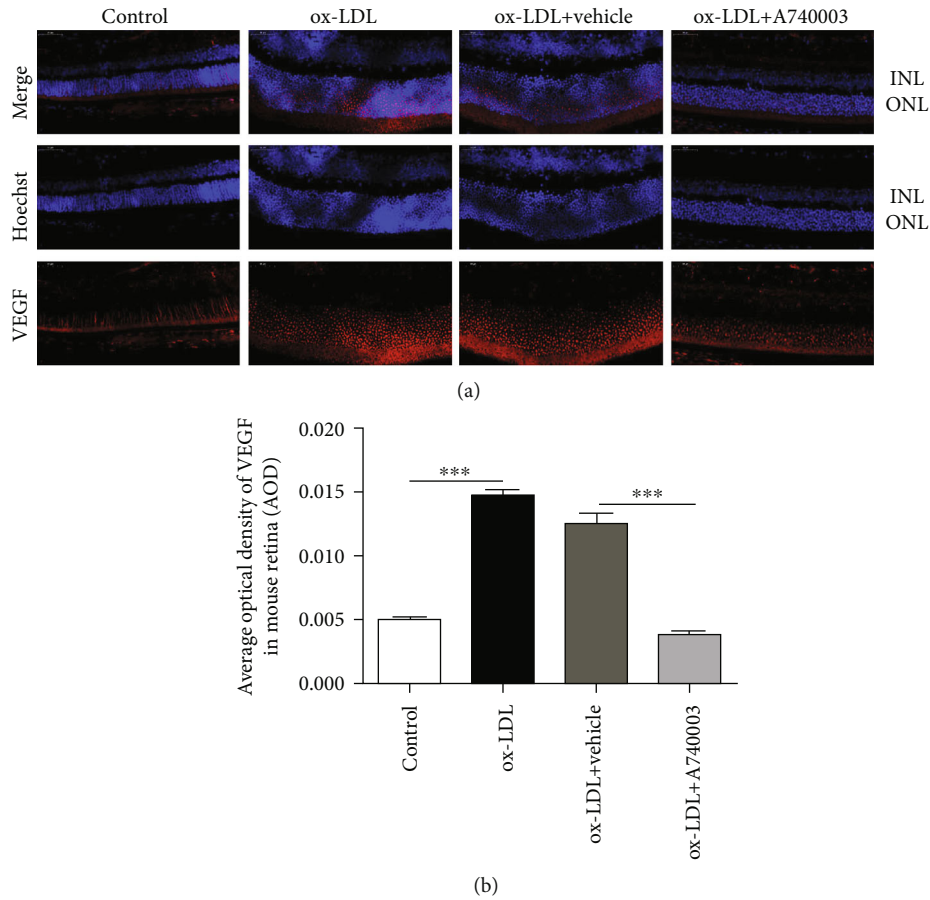 Control
ox-LDL
ox-LDL+vehicle
ox-LDL+A740003
Merge
INL
ONL
Hoechst
INL
ONL
VEGF
(a)
Average optical density of VEGF
in mouse retina (AOD)
0.020
0.015
0.010
0.005
0.000
***
***
Control
ox-LDL
ox-LDL+vehicle
ox-LDL+A740003
(b)